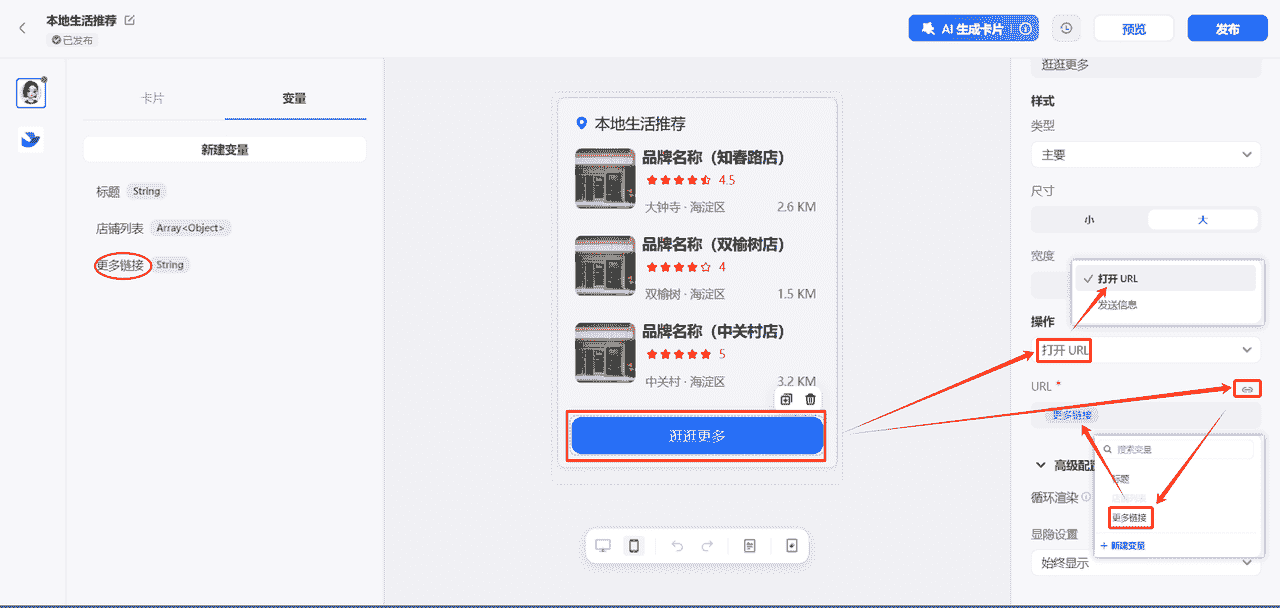 本地生活推荐
已发布
AI 生成卡片
预览
发布
卡片
变量
新建变量
标题 String
店铺列表 Array<Object>
更多链接 String
本地生活推荐
品牌名称（知春路店）
4.5
大钟寺 · 海淀区 2.6 KM
品牌名称（双榆树店）
4
双榆树 · 海淀区 1.5 KM
品牌名称（中关村店）
5
中关村 · 海淀区 3.2 KM
逛逛更多
逛逛更多
样式
类型
主要
尺寸
小 大
宽度
打开 URL
发送信息
操作
打开 URL
URL *
更多链接
搜索变量
标题
店铺列表
更多链接
+ 新建变量
高级配置
循环渲染
显隐设置
始终显示